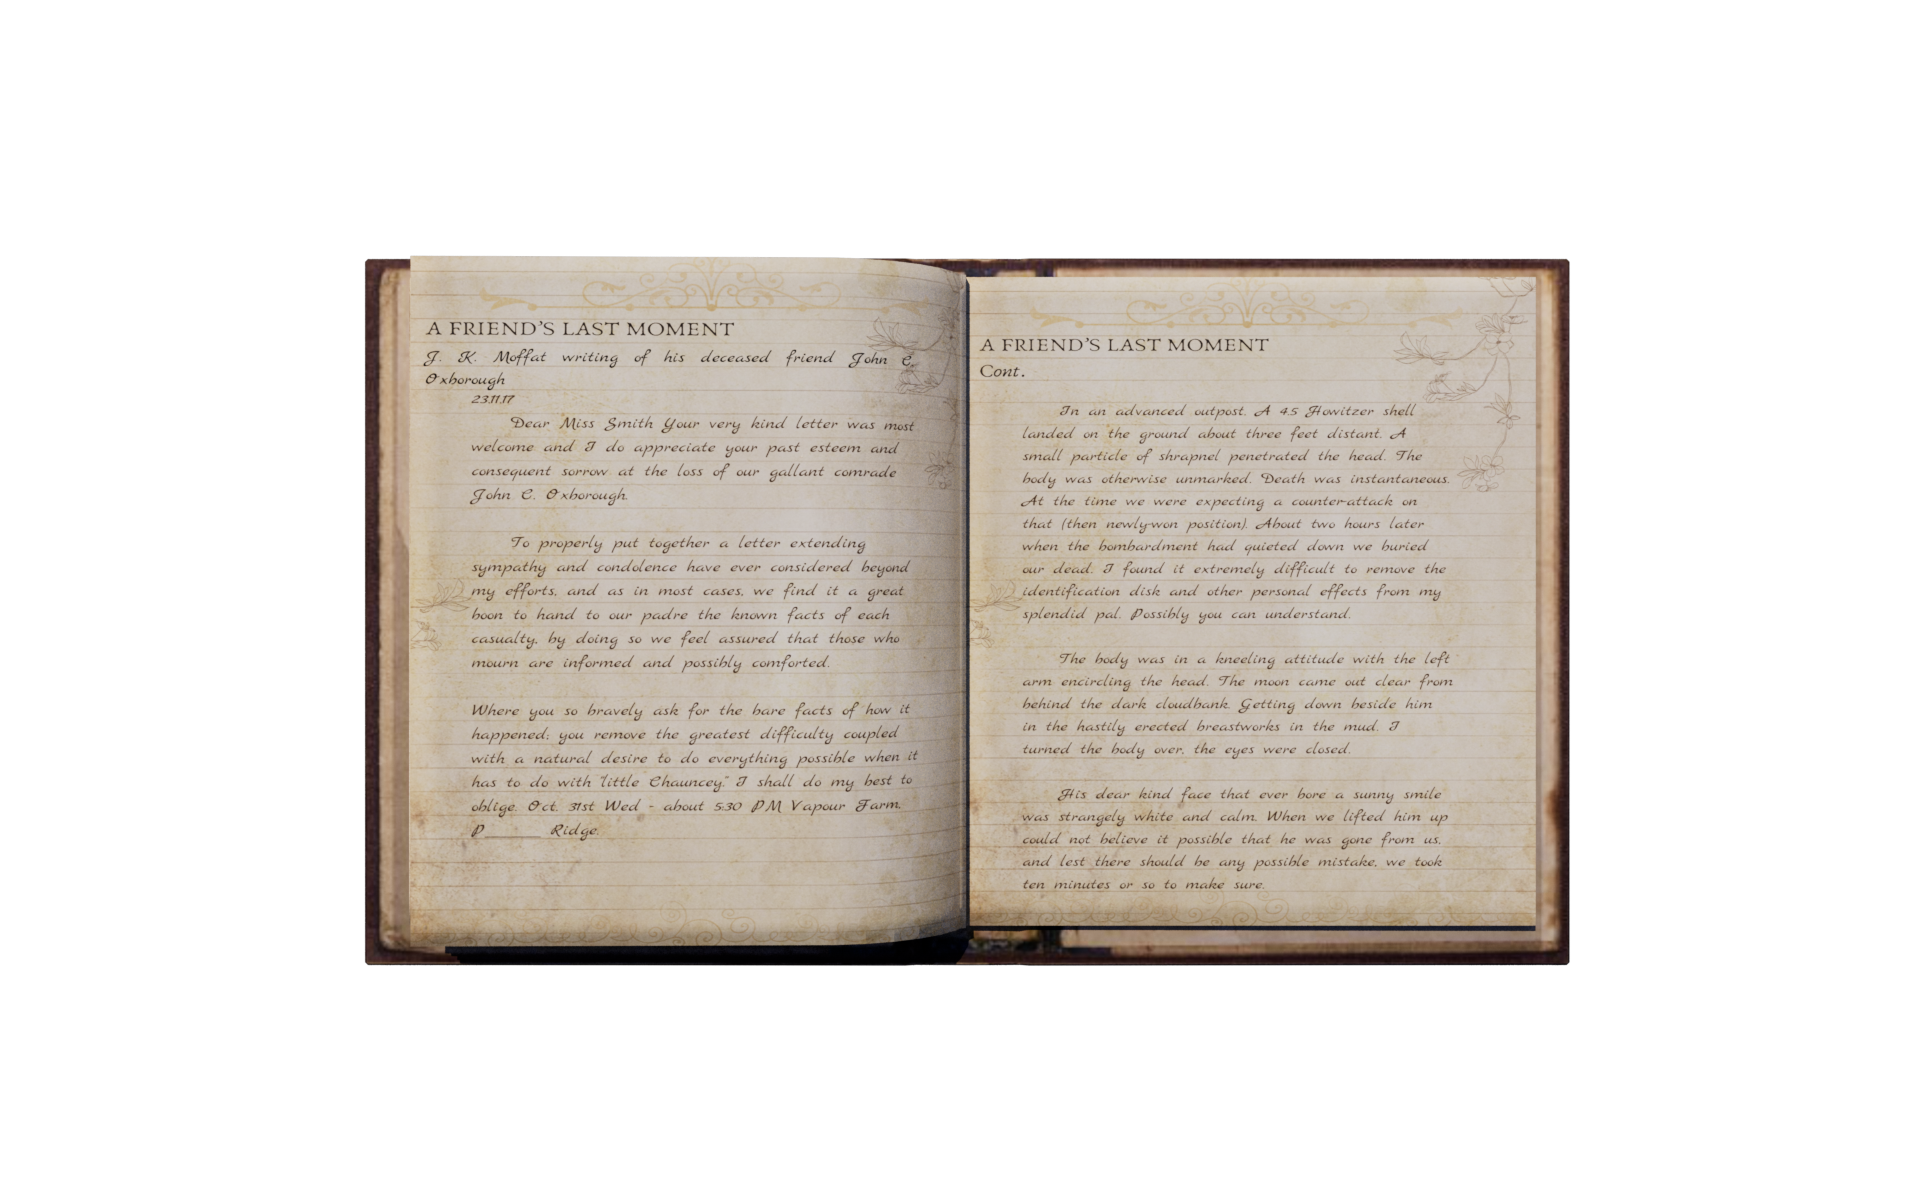 A FRIEND'S LAST MOMENT
J. K. Moffat writing of his deceased friend John C.
Oxborough
23.11.17
Dear Miss Smith Your very kind letter was most
welcome and I do appreciate your past esteem and
consequent sorrow at the loss of our gallant comrade
John C. Oxborough.
To properly put together a letter extending
sympathy and condolence have ever considered beyond
my efforts, and as in most cases, we find it a great
boon to hand to our padre the known facts of each
casualty, by doing so we feel assured that those who
mourn are informed and possibly comforted.
Where you so bravely ask for the bare facts of how it
happened; you remove the greatest difficulty coupled
with a natural desire to do everything possible when it
has to do with "little Chauncey." I shall do my best to
oblige. Oct. 31st Wed - about 5:30 PM Vapour Farm.
P_______ Ridge.
A FRIEND'S LAST MOMENT
Cont.
In an advanced outpost. A 4.5 Howitzer shell
landed on the ground about three feet distant. A
small particle of shrapnel penetrated the head. The
body was otherwise unmarked. Death was instantaneous.
At the time we were expecting a counter-attack on
that (then newly-won position). About two hours later
when the bombardment had quieted down we buried
our dead. I found it extremely difficult to remove the
identification disk and other personal effects from my
splendid pal. Possibly you can understand.
The body was in a kneeling attitude with the left
arm encircling the head. The moon came out clear from
behind the dark cloudbank. Getting down beside him
in the hastily erected breastworks in the mud. I
turned the body over, the eyes were closed.
His dear kind face that ever bore a sunny smile
was strangely white and calm. When we lifted him up
could not believe it possible that he was gone from us,
and lest there should be any possible mistake, we took
ten minutes or so to make sure.